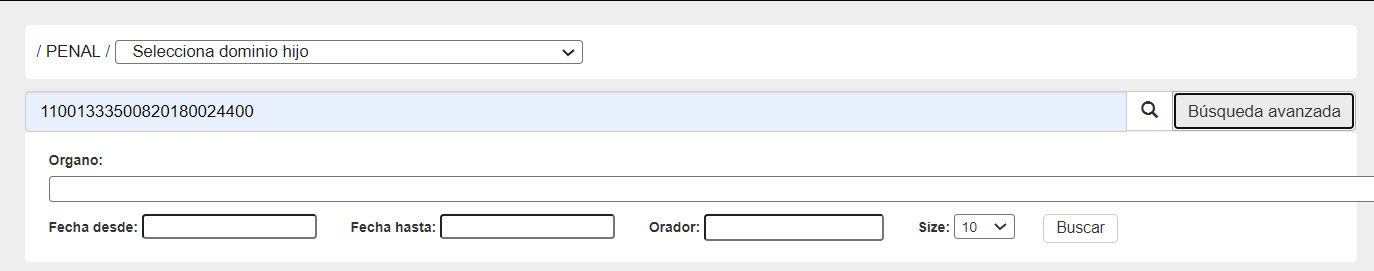 / PENAL / Selecciona dominio hijo
11001333500820180024400 Búsqueda avanzada
Organo:
Fecha desde: Fecha hasta: Orador: Size: 10 Buscar